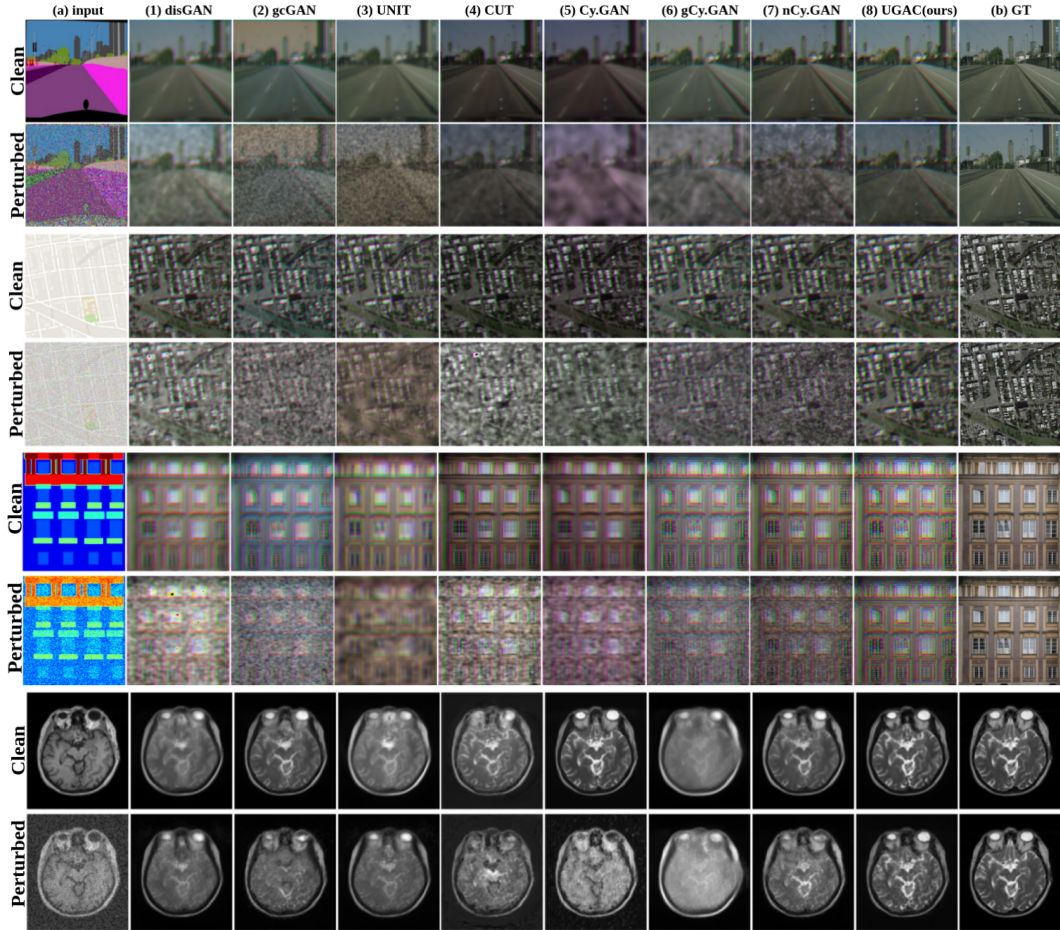 (a) input (1) disGAN (2) gcGAN (3) UNIT (4) CUT (5) Cy.GAN (6) gCy.GAN (7) nCy.GAN (8) UGAC(ours) (b) GT
Clean
Perturbed
Clean
Perturbed
Clean
Perturbed
Clean
Perturbed